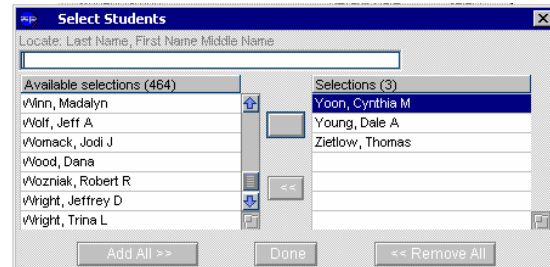 Select Students
Locate: Last Name, First Name Middle Name
Available selections (464)
Winn, Madalyn
Wolf, Jeff A
Womack, Jodi J
Wood, Dana
Wozniak, Robert R
Wright, Jeffrey D
Wright, Trina L
<<
Selections (3)
Yoon, Cynthia M
Young, Dale A
Zietlow, Thomas
Add All >>
Done
<< Remove All